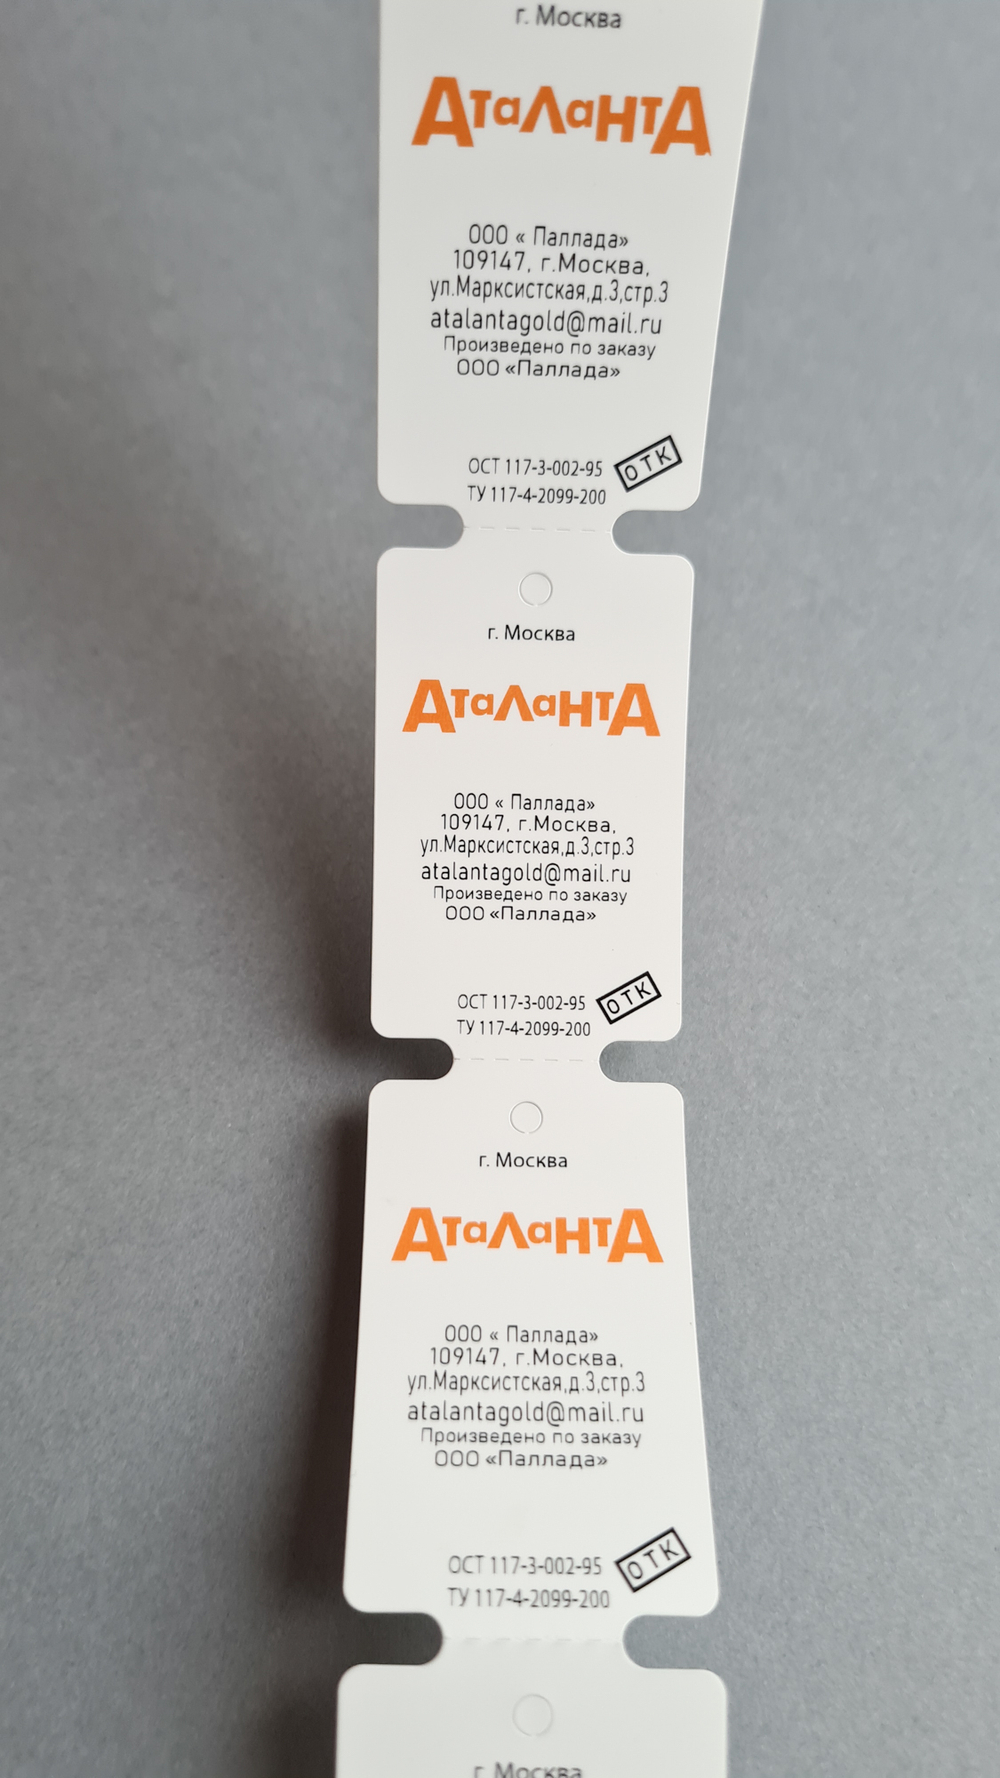 г. Москва
АтаЛантА
ООО « Паллада»
109147, г.Москва,
ул.Марксистская,д.3,стр.3
atalantagold@mail.ru
Произведено по заказу
ООО «Паллада»
ОСТ 117-3-002-95
ОТК
ТУ 117-4-2099-200
г. Москва
АтаЛантА
ООО « Паллада»
109147, г.Москва,
ул.Марксистская,д.3,стр.3
atalantagold@mail.ru
Произведено по заказу
ООО «Паллада»
ОСТ 117-3-002-95
ОТК
ТУ 117-4-2099-200
г. Москва
АтаЛантА
ООО « Паллада»
109147, г.Москва,
ул.Марксистская,д.3,стр.3
atalantagold@mail.ru
Произведено по заказу
ООО «Паллада»
ОСТ 117-3-002-95
ОТК
ТУ 117-4-2099-200
г. Москва